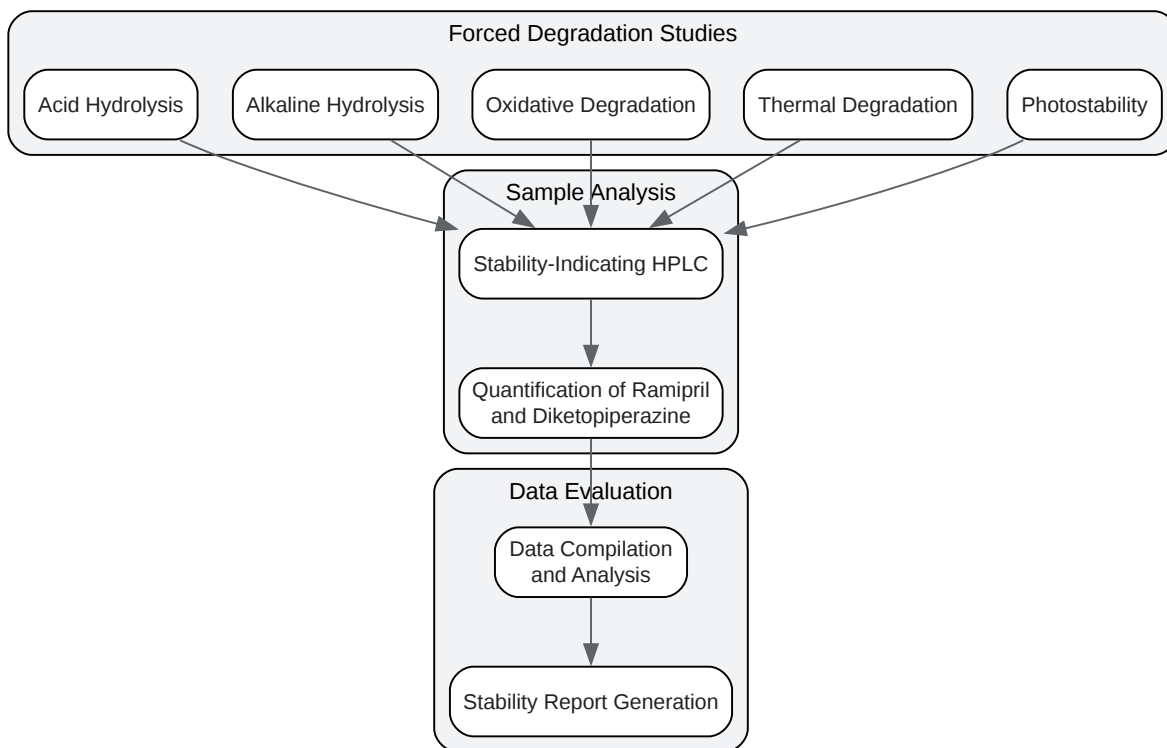 Forced Degradation Studies
Acid Hydrolysis
Alkaline Hydrolysis
Oxidative Degradation
Thermal Degradation
Photostability
Sample Analysis
Stability-Indicating HPLC
Quantification of Ramipril
and Diketopiperazine
Data Evaluation
Data Compilation
and Analysis
Stability Report Generation